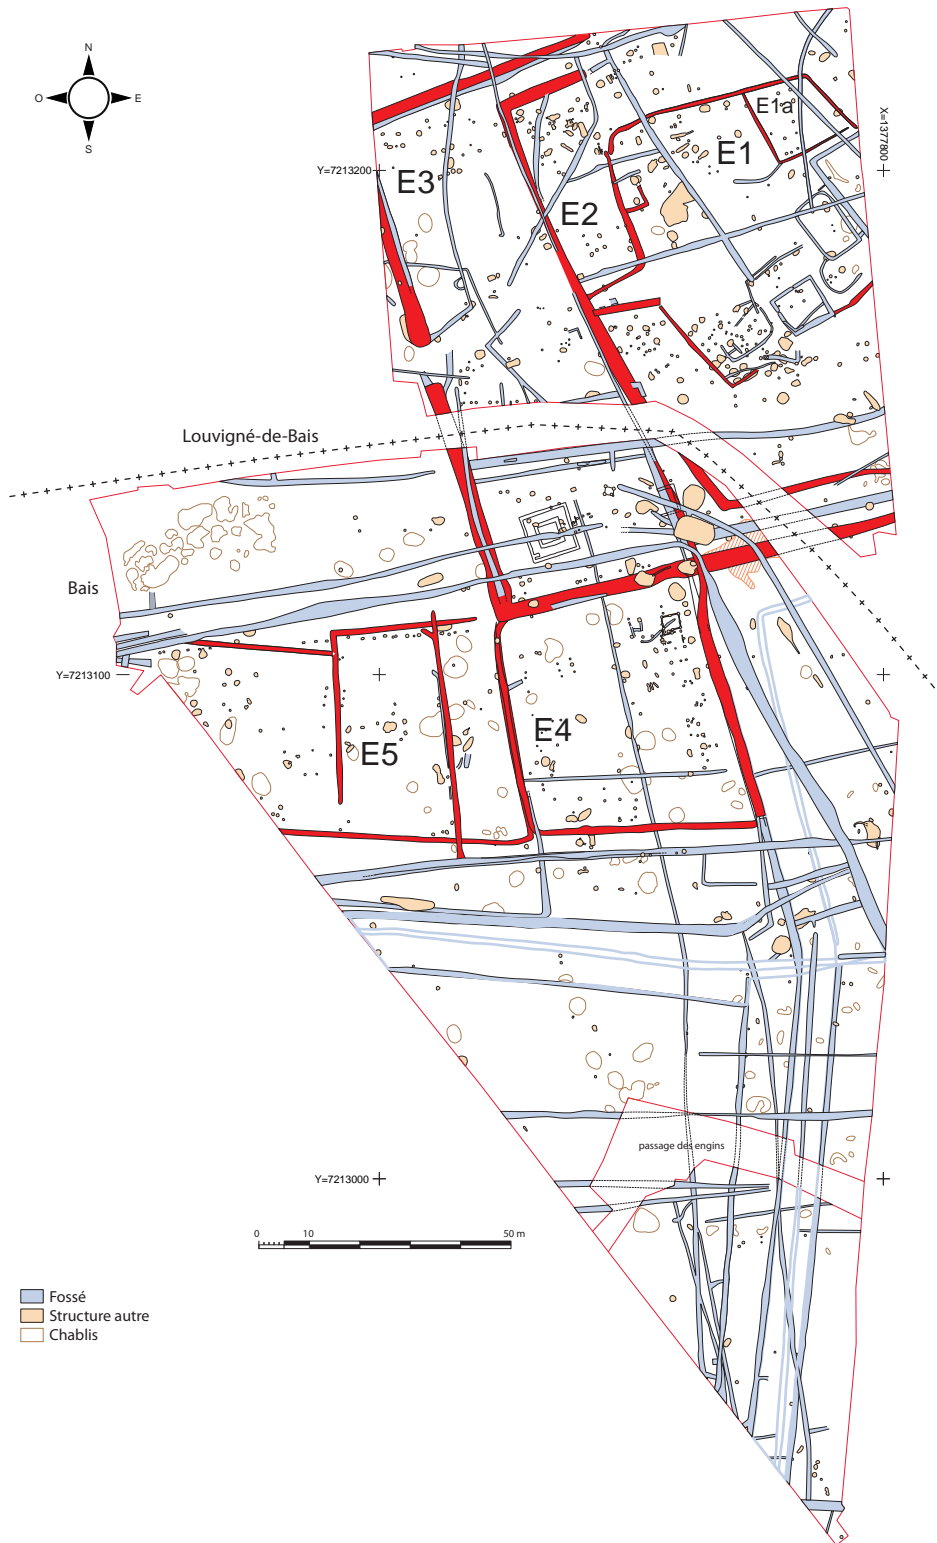 N
O E
S
X=1377800
E1a
E1
Y=7213200
E3
E2
Louvigné-de-Bais
Bais
Y=7213100
E4
E5
passage des engins
Y=7213000
0 10 50 m
Fossé
Structure autre
Chablis